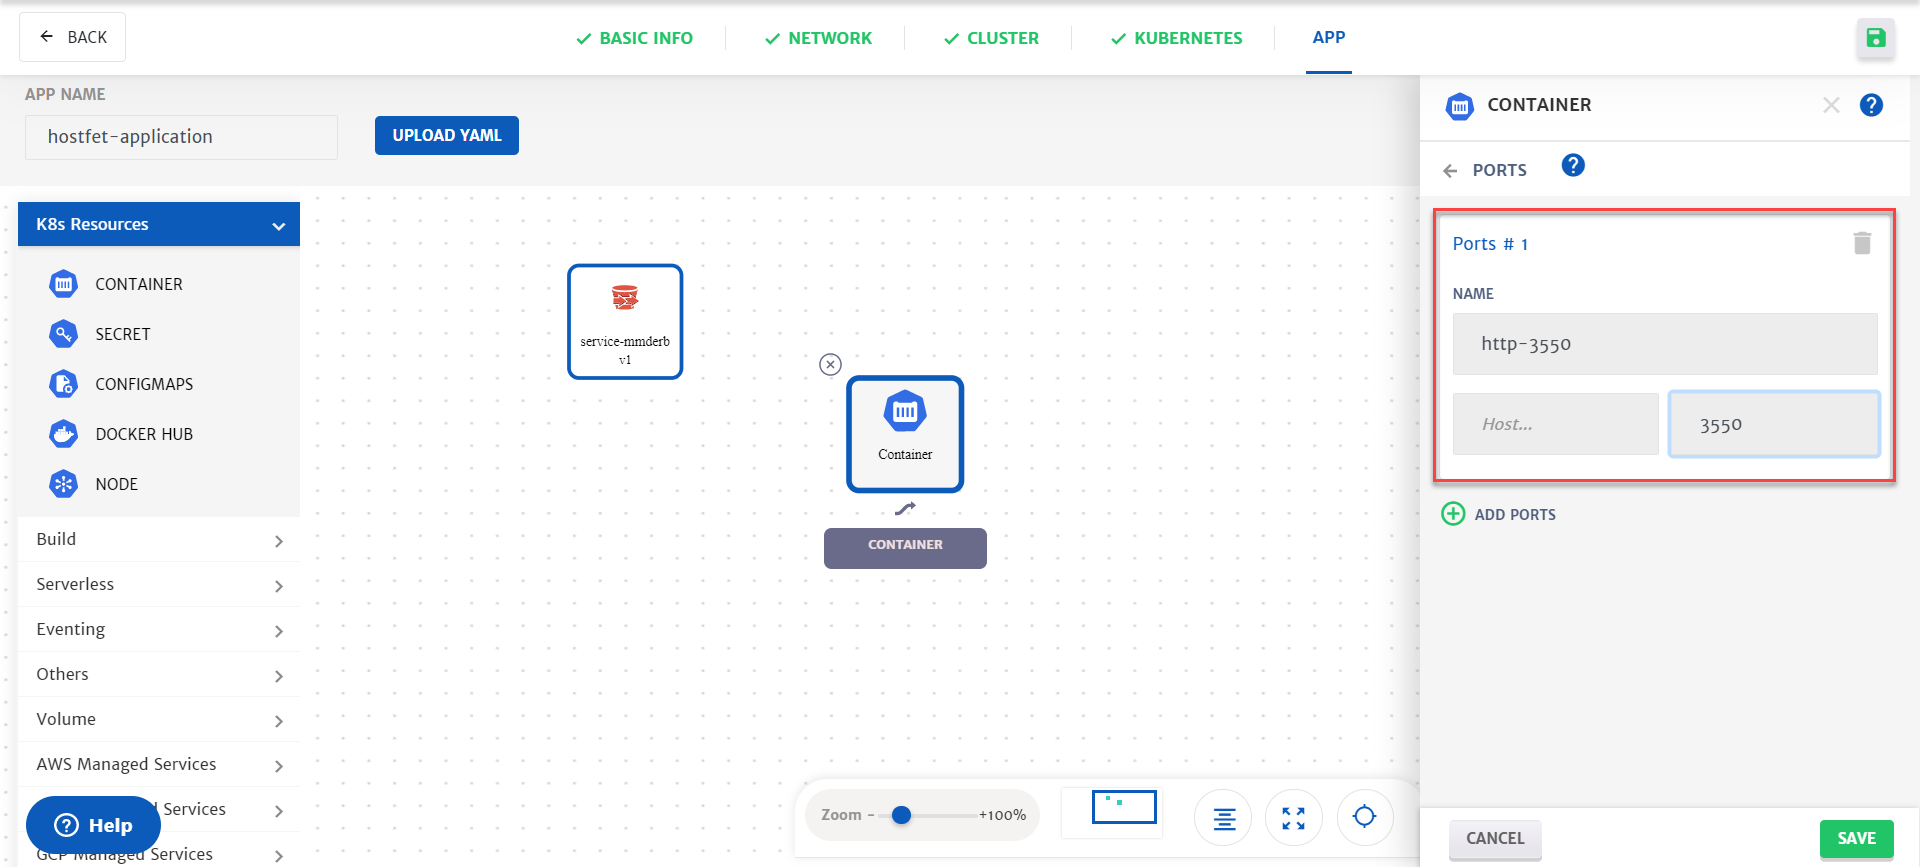 BACK
BASIC INFO
NETWORK
CLUSTER
KUBERNETES
APP
APP NAME
hostfet-application
UPLOAD YAML
K8s Resources
CONTAINER
SECRET
CONFIGMAPS
DOCKER HUB
NODE
Build
Serverless
Eventing
Others
Volume
AWS Managed Services
Services
GCP Managed Services
Help
service-mmderb
v1
Container
CONTAINER
Zoom - +100%
CONTAINER
PORTS
Ports # 1
NAME
http-3550
Host...
3550
ADD PORTS
CANCEL
SAVE